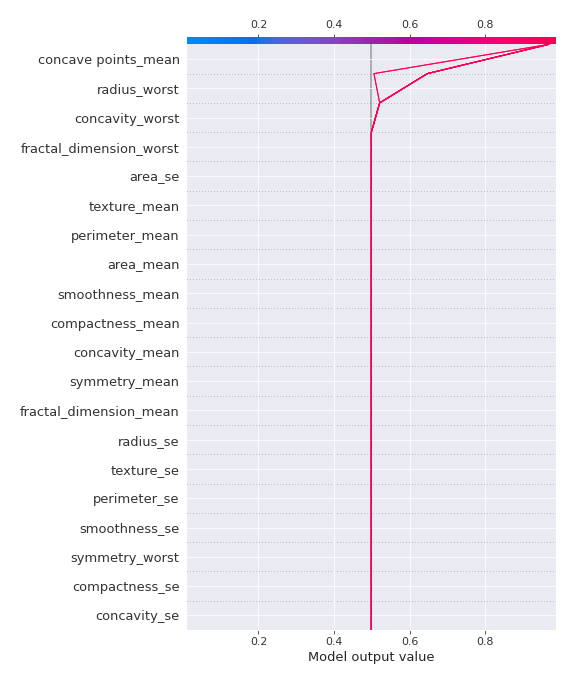 0.2 0.4 0.6 0.8
concave points_mean
radius_worst
concavity_worst
fractal_dimension_worst
area_se
texture_mean
perimeter_mean
area_mean
smoothness_mean
compactness_mean
concavity_mean
symmetry_mean
fractal_dimension_mean
radius_se
texture_se
perimeter_se
smoothness_se
symmetry_worst
compactness_se
concavity_se
0.2 0.4 0.6 0.8
Model output value